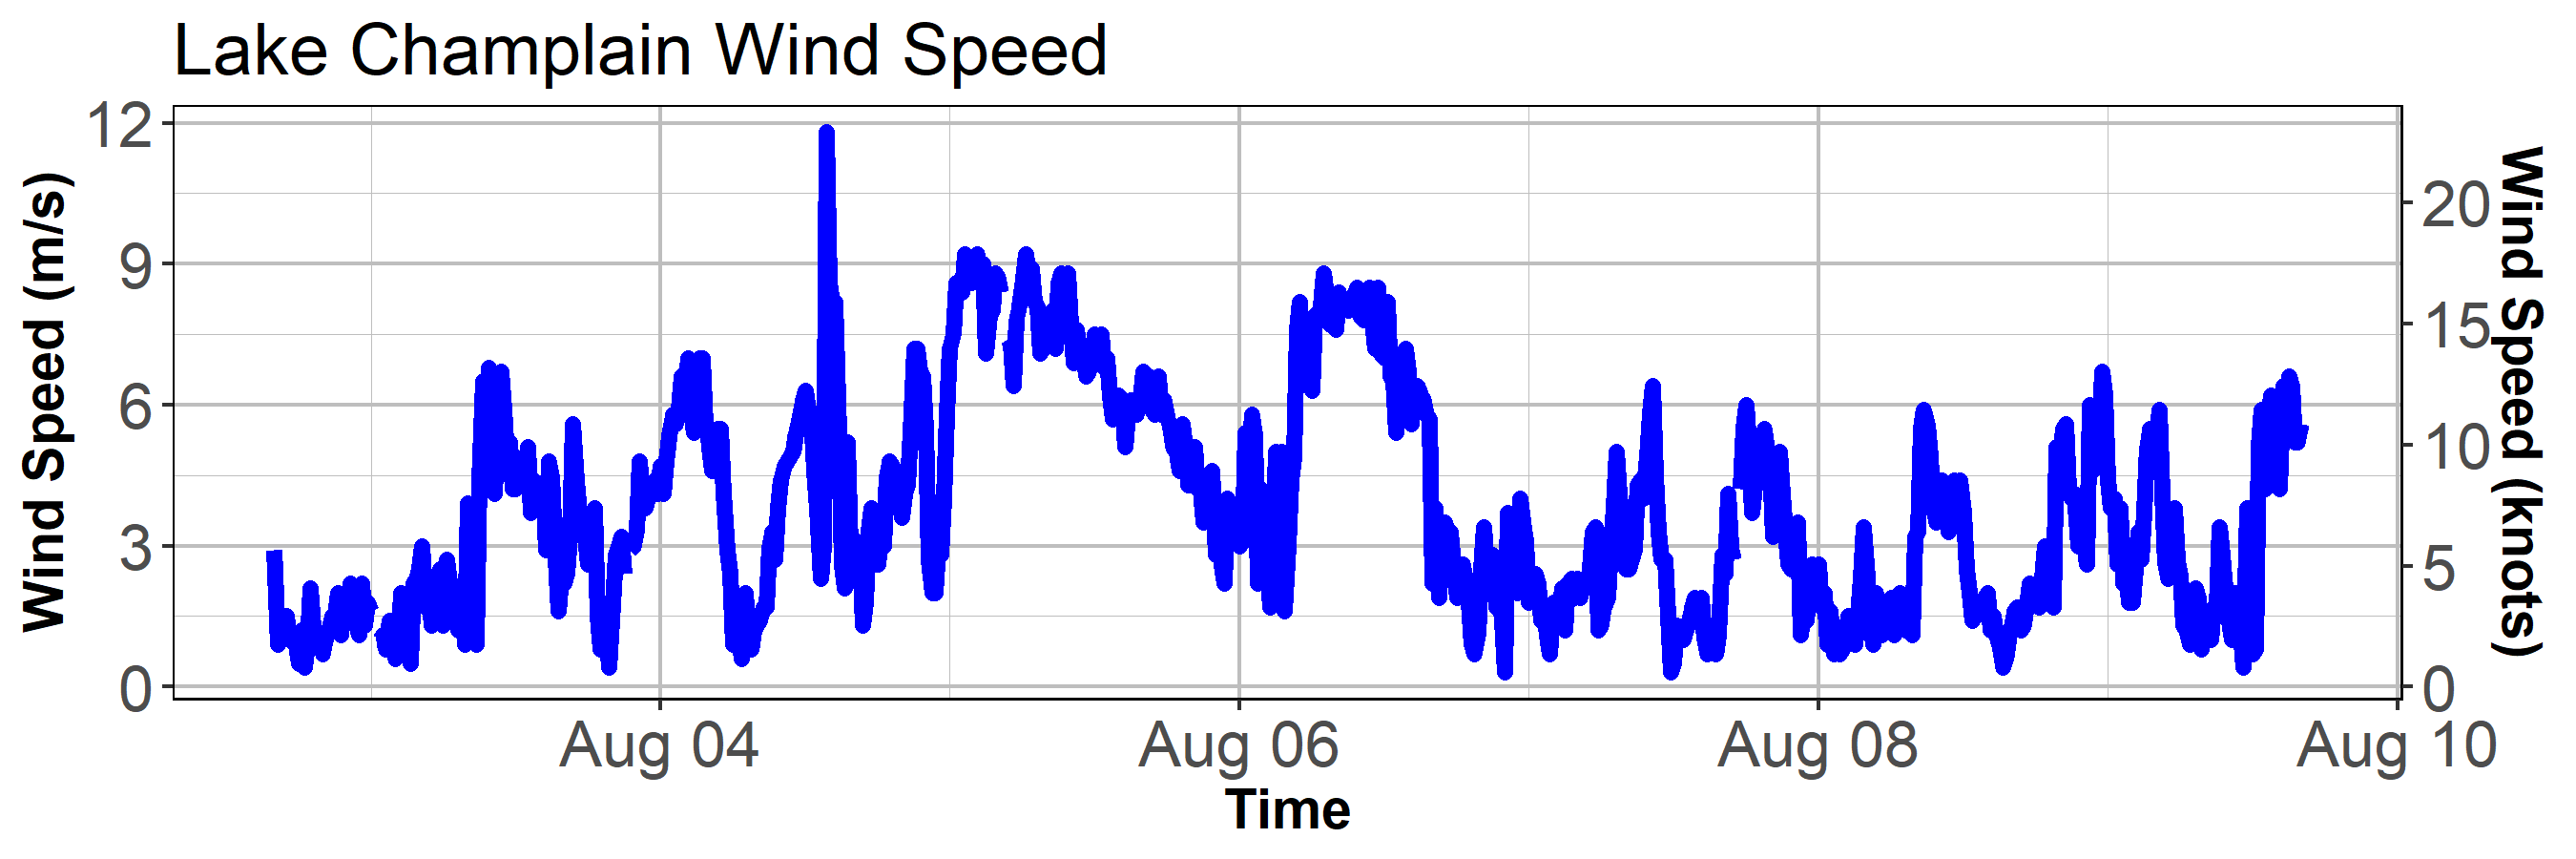 Lake Champlain Wind Speed
Wind Speed (m/s)
12
9
6
3
0
20
15
10
5
0
Wind Speed (knots)
Aug 04
Aug 06
Aug 08
Aug 10
Time